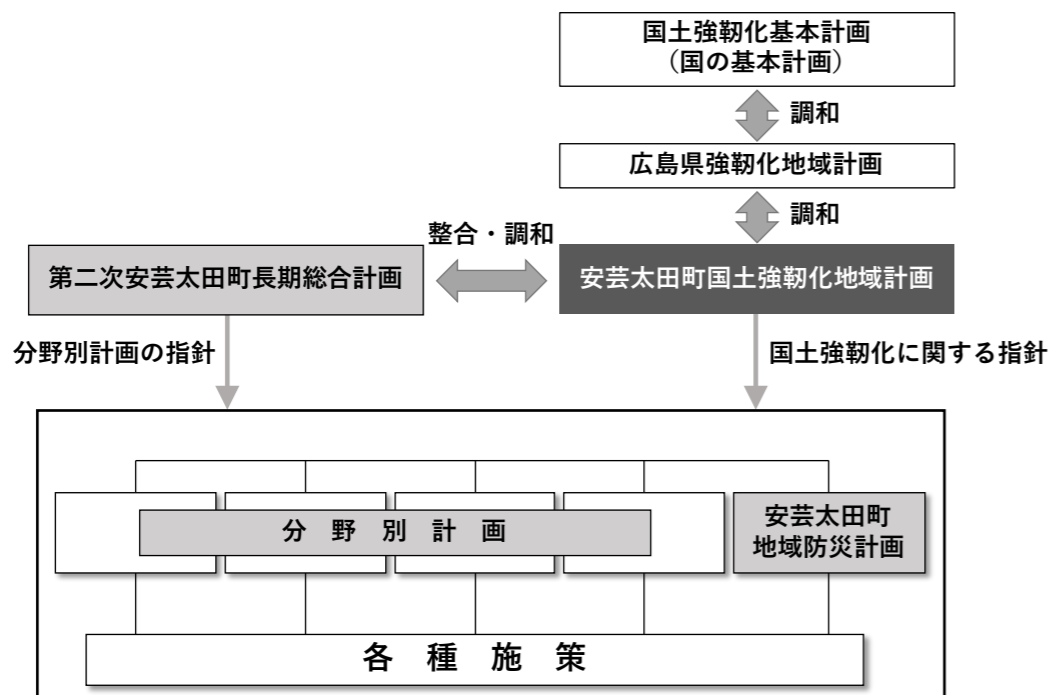 国土強靭化基本計画
（国の基本計画）
調和
広島県強靭化地域計画
調和
整合・調和
第二次安芸太田町長期総合計画
安芸太田町国土強靭化地域計画
分野別計画の指針
国土強靭化に関する指針
分野別計画
安芸太田町
地域防災計画
各種施策